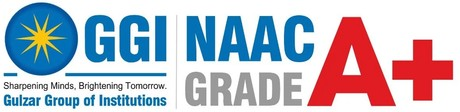 GGI
Sharpening Minds, Brightening Tomorrow.
Gulzar Group of Institutions
NAAC
GRADE
A+